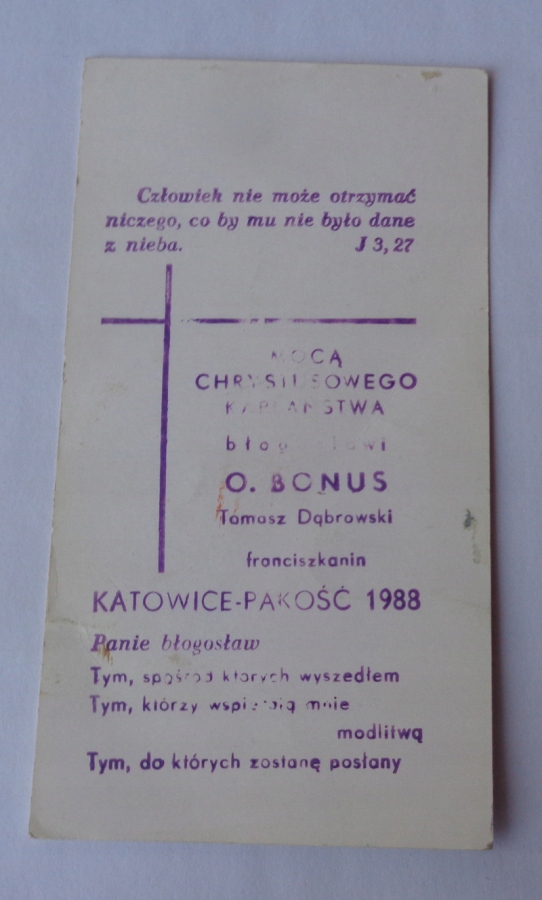 Człowiek nie może otrzymać
niczego, co by mu nie było dane
z nieba. J 3, 27
MOCĄ
CHRYSTUSOWEGO
KAPŁAŃSTWA
błogosławi
O. BONUS
Tomasz Dąbrowski
franciszkanin
KATOWICE-PAKOŚĆ 1988
Panie błogosław
Tym, spośród których wyszedłem
Tym, którzy wspierają mnie
modlitwą
Tym, do których zostanę posłany